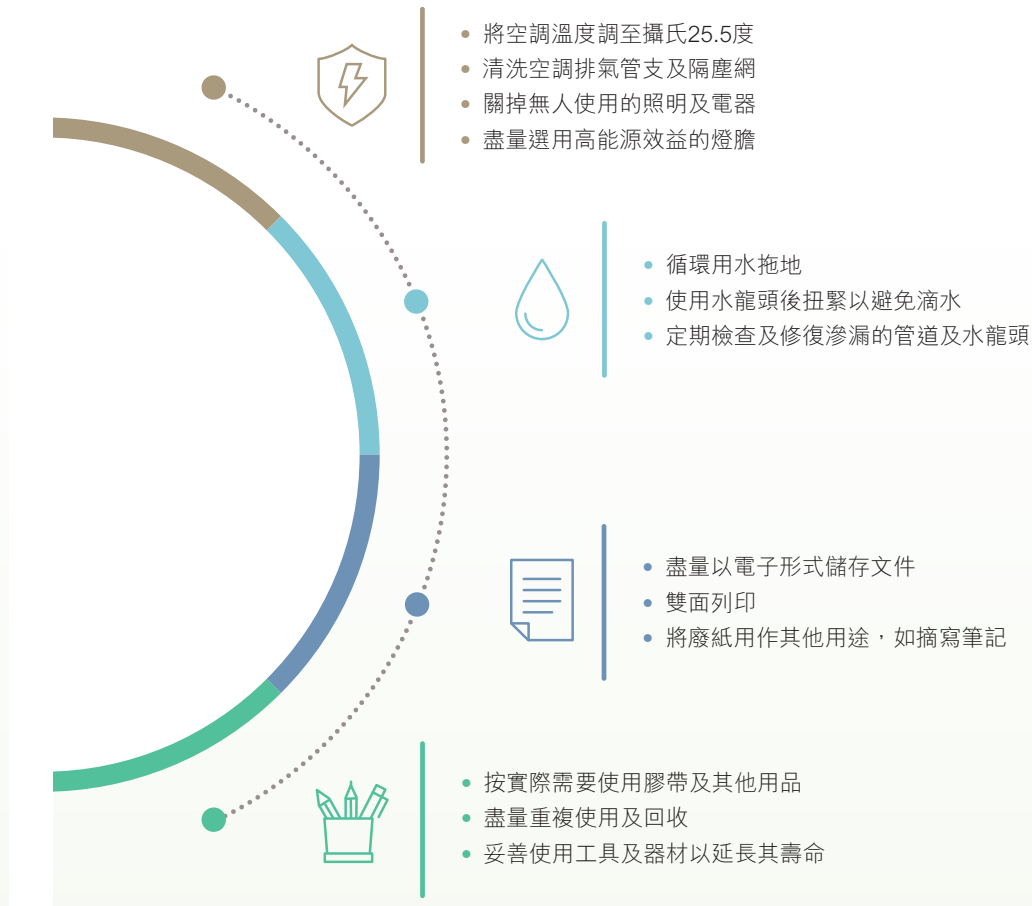 • 將空調溫度調至攝氏25.5度
• 清洗空調排氣管支及隔塵網
• 關掉無人使用的照明及電器
• 盡量選用高能源效益的燈膽
• 循環用水拖地
• 使用水龍頭後扭緊以避免滴水
• 定期檢查及修復滲漏的管道及水龍頭
• 盡量以電子形式儲存文件
• 雙面列印
• 將廢紙用作其他用途，如摘寫筆記
• 按實際需要使用膠帶及其他用品
• 盡量重複使用及回收
• 妥善使用工具及器材以延長其壽命